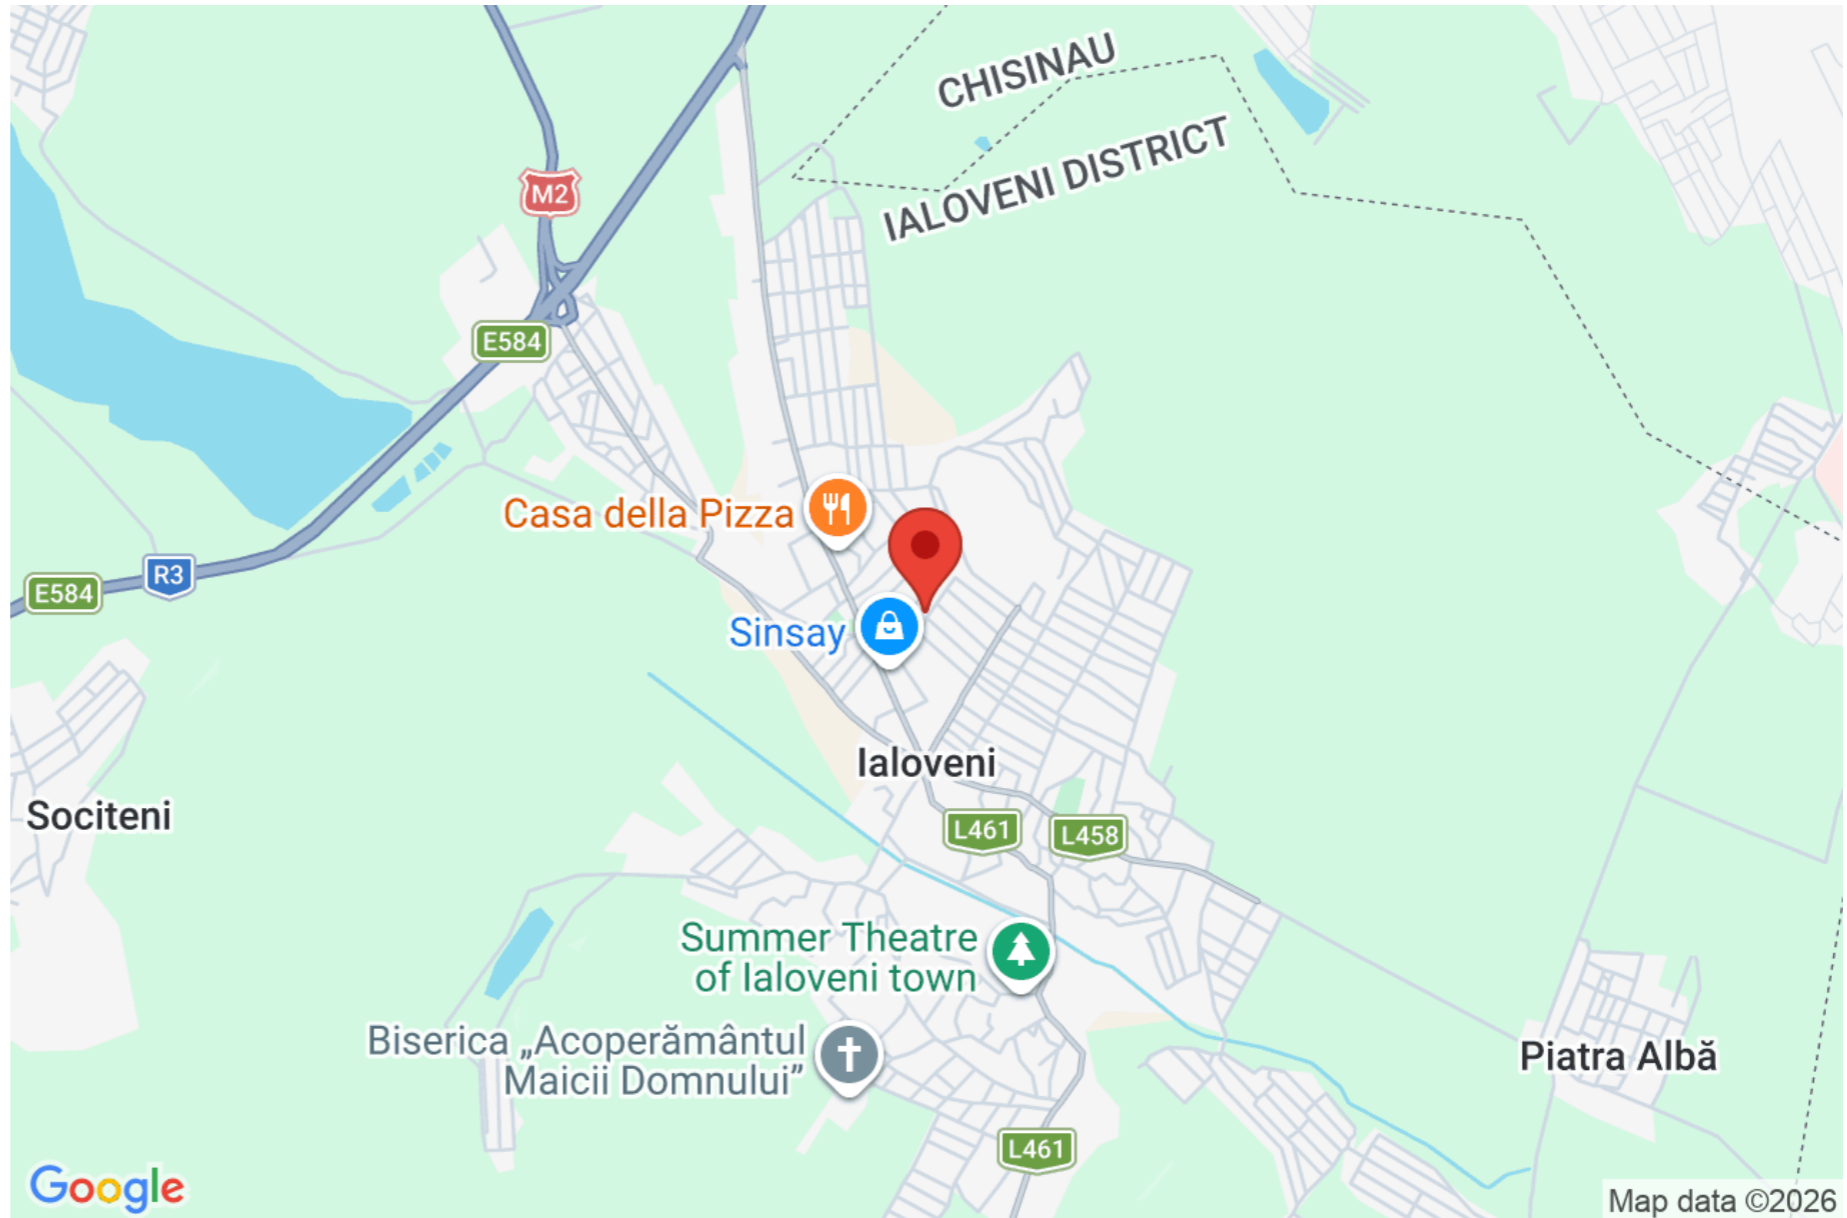 CHISINAU
IALOVENI DISTRICT
M2
E584
Casa della Pizza
R3
E584
Sinsay
Ialoveni
Sociteni
L461
L458
Summer Theatre
of Ialoveni town
Biserica „Acoperământul
Maicii Domnului”
Piatra Albă
L461
Google
Map data ©2026